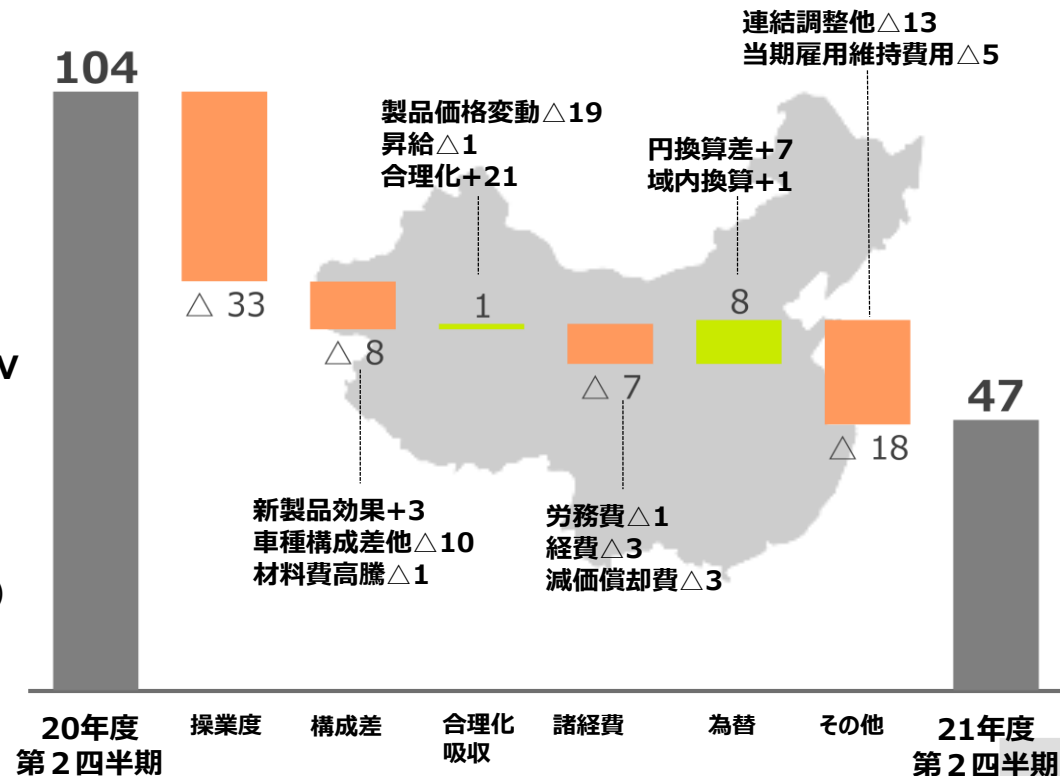 連結調整他△13
当期雇用維持費用△5
104
製品価格変動△19
昇給△1
合理化+21
円換算差+7
域内換算+1
△ 33
△ 8
1
△ 7
8
△ 18
47
V
新製品効果+3
車種構成差他△10
材料費高騰△1
労務費△1
経費△3
減価償却費△3
)
20年度
第２四半期
操業度
構成差
合理化
吸収
諸経費
為替
その他
21年度
第２四半期